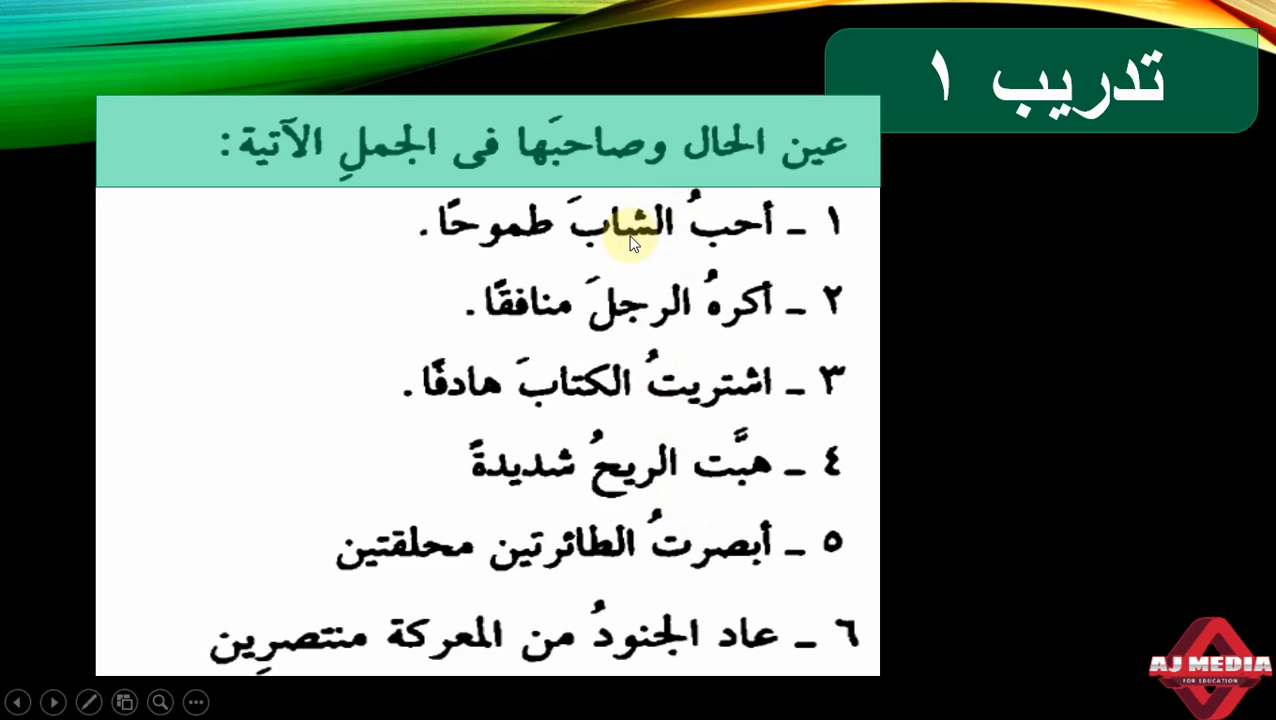 تدريب ١
عين الحال وصاحبَها فى الجملِ الآتية :
١ ـ أحبُ الشابَ طموحًا .
٢ ـ أكرهُ الرجلَ منافقًا .
٣ ـ اشتريتُ الكتابَ هادفًا .
٤ ـ هبَّت الريحُ شديدةً
٥ ـ أبصرتُ الطائرتين محلقتين
٦ ـ عاد الجنودُ من المعركة منتصرِين
AJ MEDIA
FOR EDUCATION